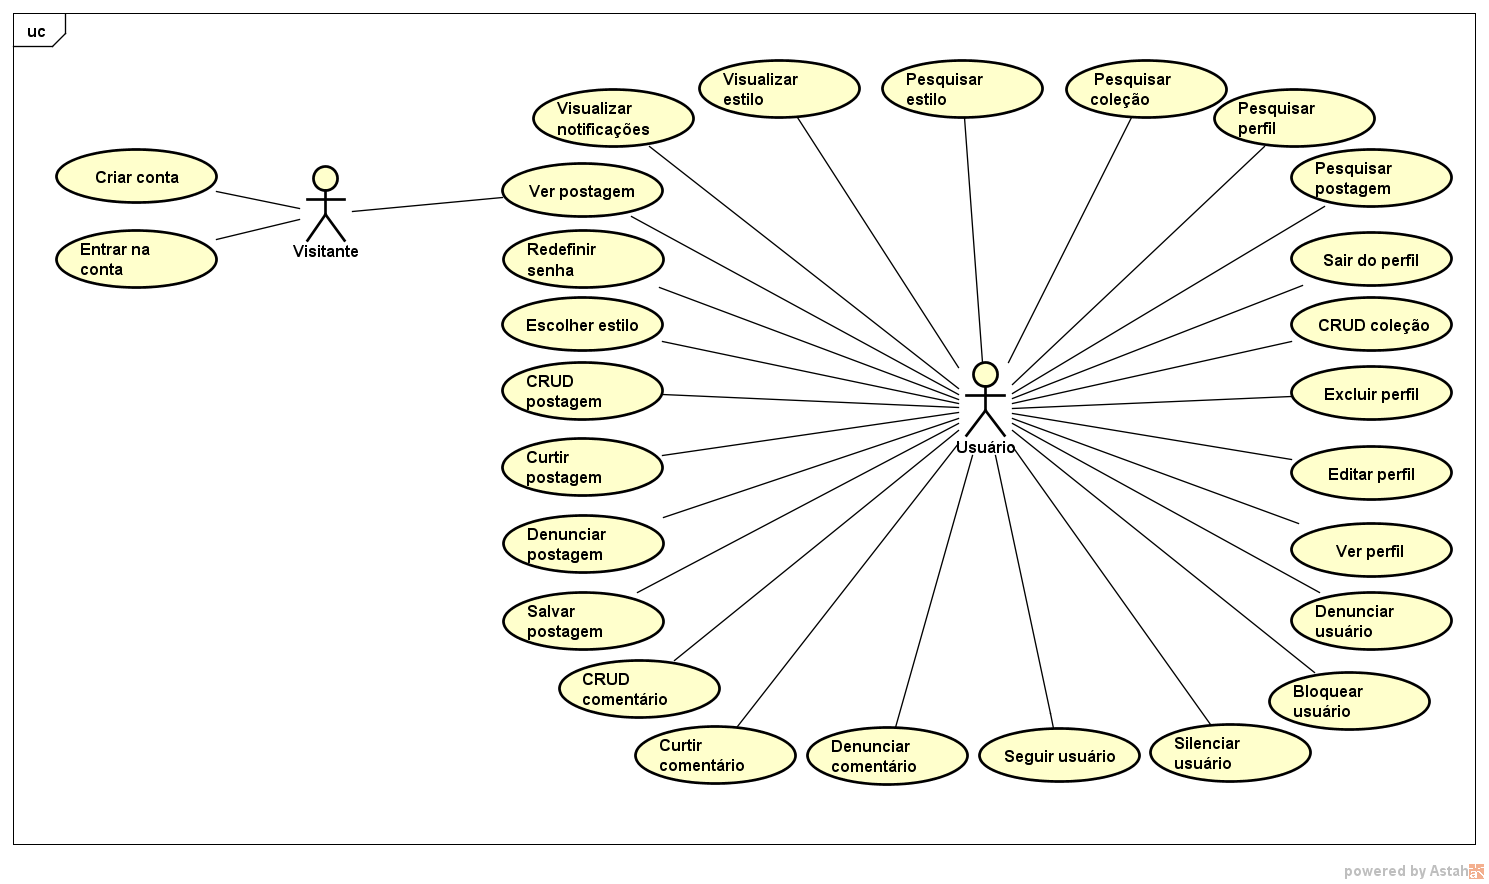 uc
Visualizar
estilo
Pesquisar
estilo
Pesquisar
coleção
Visualizar
notificações
Pesquisar
perfil
Criar conta
Ver postagem
Pesquisar
postagem
Visitante
Entrar na
conta
Redefinir
senha
Sair do perfil
Escolher estilo
CRUD coleção
CRUD
postagem
Excluir perfil
Usuário
Curtir
postagem
Editar perfil
Denunciar
postagem
Ver perfil
Salvar
postagem
Denunciar
usuário
CRUD
comentário
Bloquear
usuário
Curtir
comentário
Denunciar
comentário
Seguir usuário
Silenciar
usuário
powered by Astah